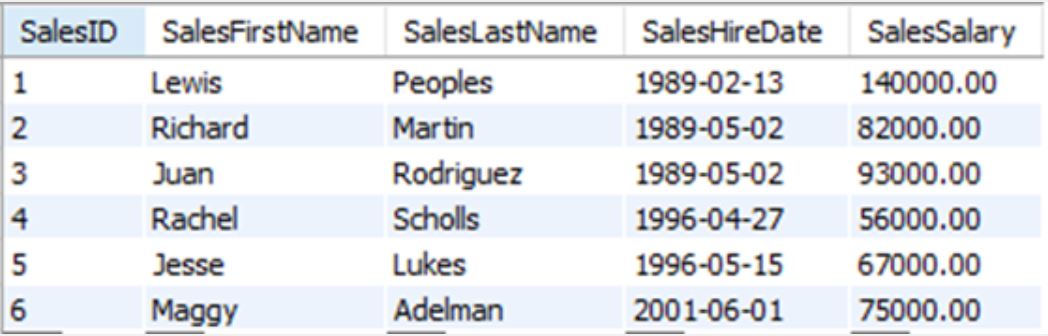 SalesID SalesFirstName SalesLastName SalesHireDate SalesSalary
1 Lewis Peoples 1989-02-13 140000.00
2 Richard Martin 1989-05-02 82000.00
3 Juan Rodriguez 1989-05-02 93000.00
4 Rachel Scholls 1996-04-27 56000.00
5 Jesse Lukes 1996-05-15 67000.00
6 Maggy Adelman 2001-06-01 75000.00